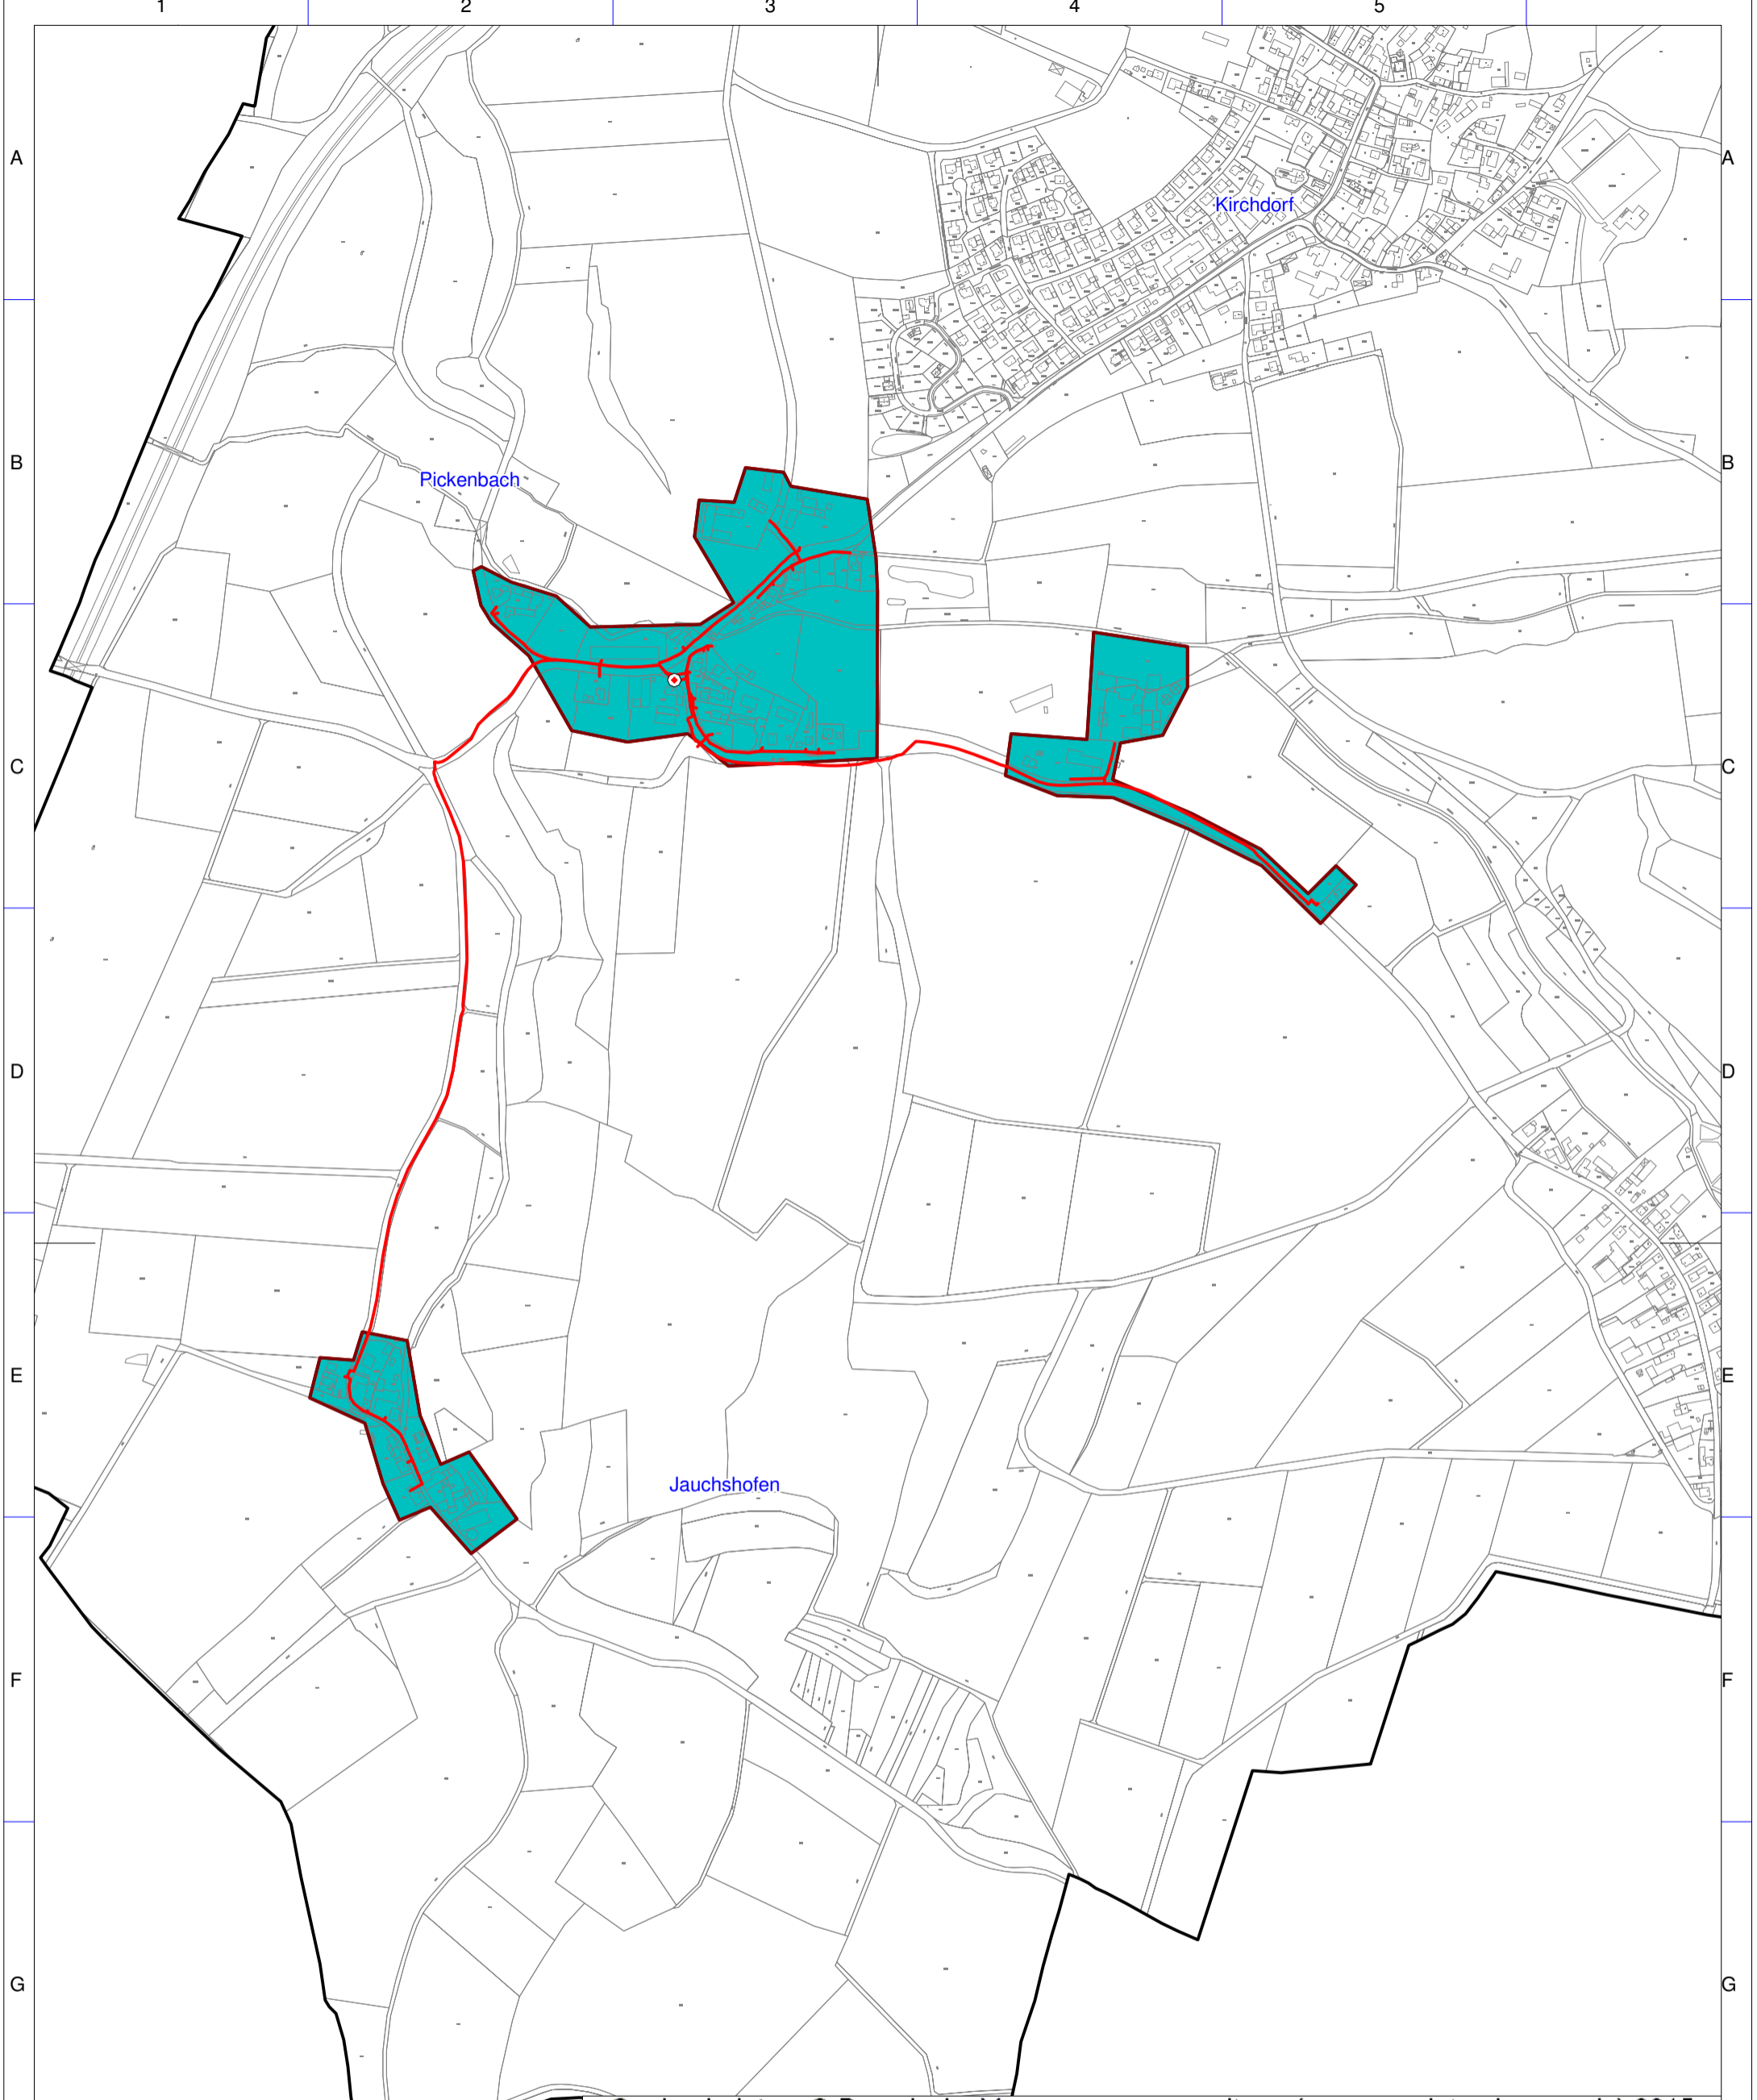 1 2 3 4 5
A A
Kirchdorf
B B
Pickenbach
C C
D D
E E
Jauchshofen
F F
G G